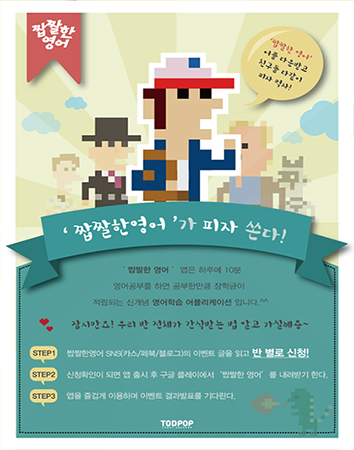 짭짤한
영어
'짭짤한 영어'
어플 다운받고
친구들 다같이
피자 먹자!
‘짭짤한영어’가 피자 쏜다!
‘짭짤한 영어’ 앱은 하루에 10분
영어공부를 하면 공부한만큼 장학금이
적립되는 신개념 영어학습 어플리케이션 입니다.^^
잠시만요! 우리 반 전체가 간식받는 법 알고 가실게욤~
STEP1 짭짤한영어 SNS(카스/페북/블로그)의 이벤트 글을 읽고 반 별로 신청!
STEP2 신청확인이 되면 앱 출시 후 구글 플레이에서 ‘짭짤한 영어’를 내려받기 한다.
STEP3 앱을 즐겁게 이용하며 이벤트 결과발표를 기다린다.
TODPOP